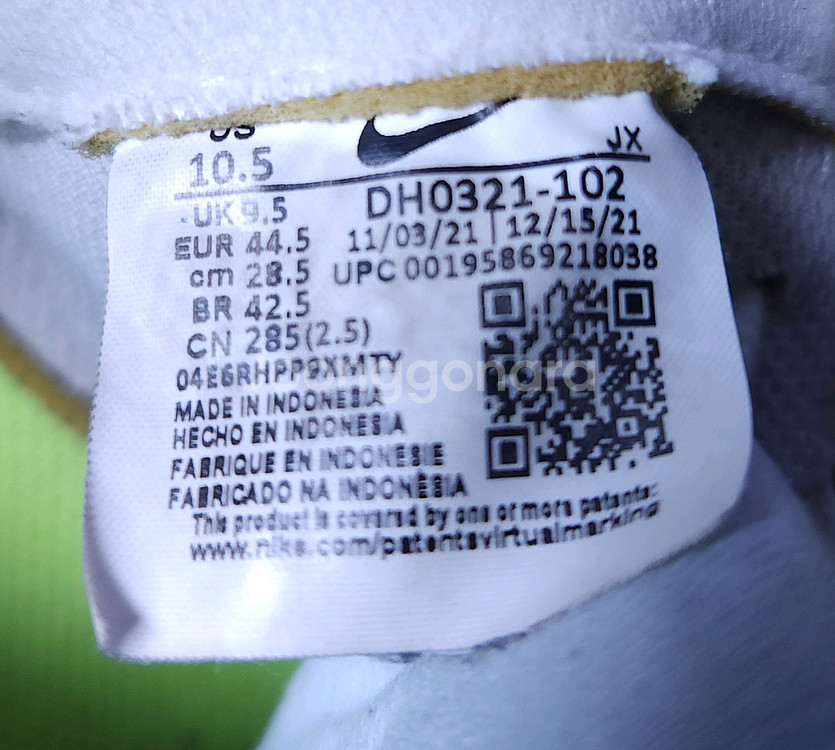 US
10.5
JX
DH0321-102
UK 9.5
11/03/21 | 12/15/21
EUR 44.5
UPC 00195869218038
cm 28.5
BR 42.5
CN 285(2.5)
MADE IN INDONESIA
HECHO EN INDONESIA
FABRIQUE EN INDONESIE
FABRICADO NA INDONÉSIA
This product is covered by one or more patents:
www.nike.com/patentsvirtualmarking